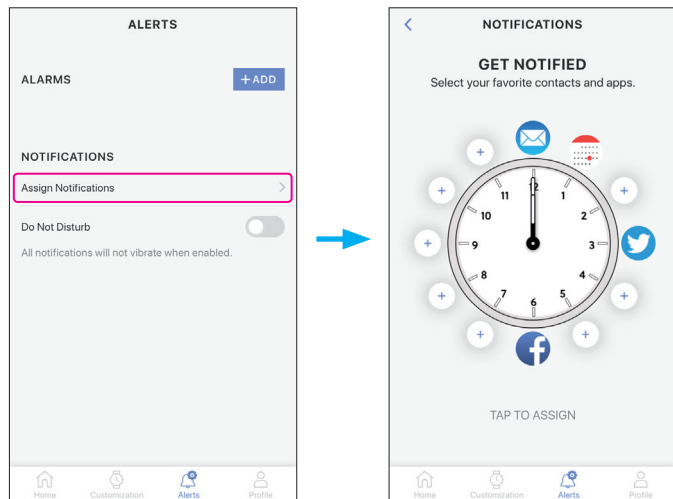 ALERTS
ALARMS
+ADD
NOTIFICATIONS
Assign Notifications
Do Not Disturb
All notifications will not vibrate when enabled.
Home
Customization
Alerts
Profile
NOTIFICATIONS
GET NOTIFIED
Select your favorite contacts and apps.
12
1
2
3
4
5
6
7
8
9
10
11
TAP TO ASSIGN
Home
Customization
Alerts
Profile